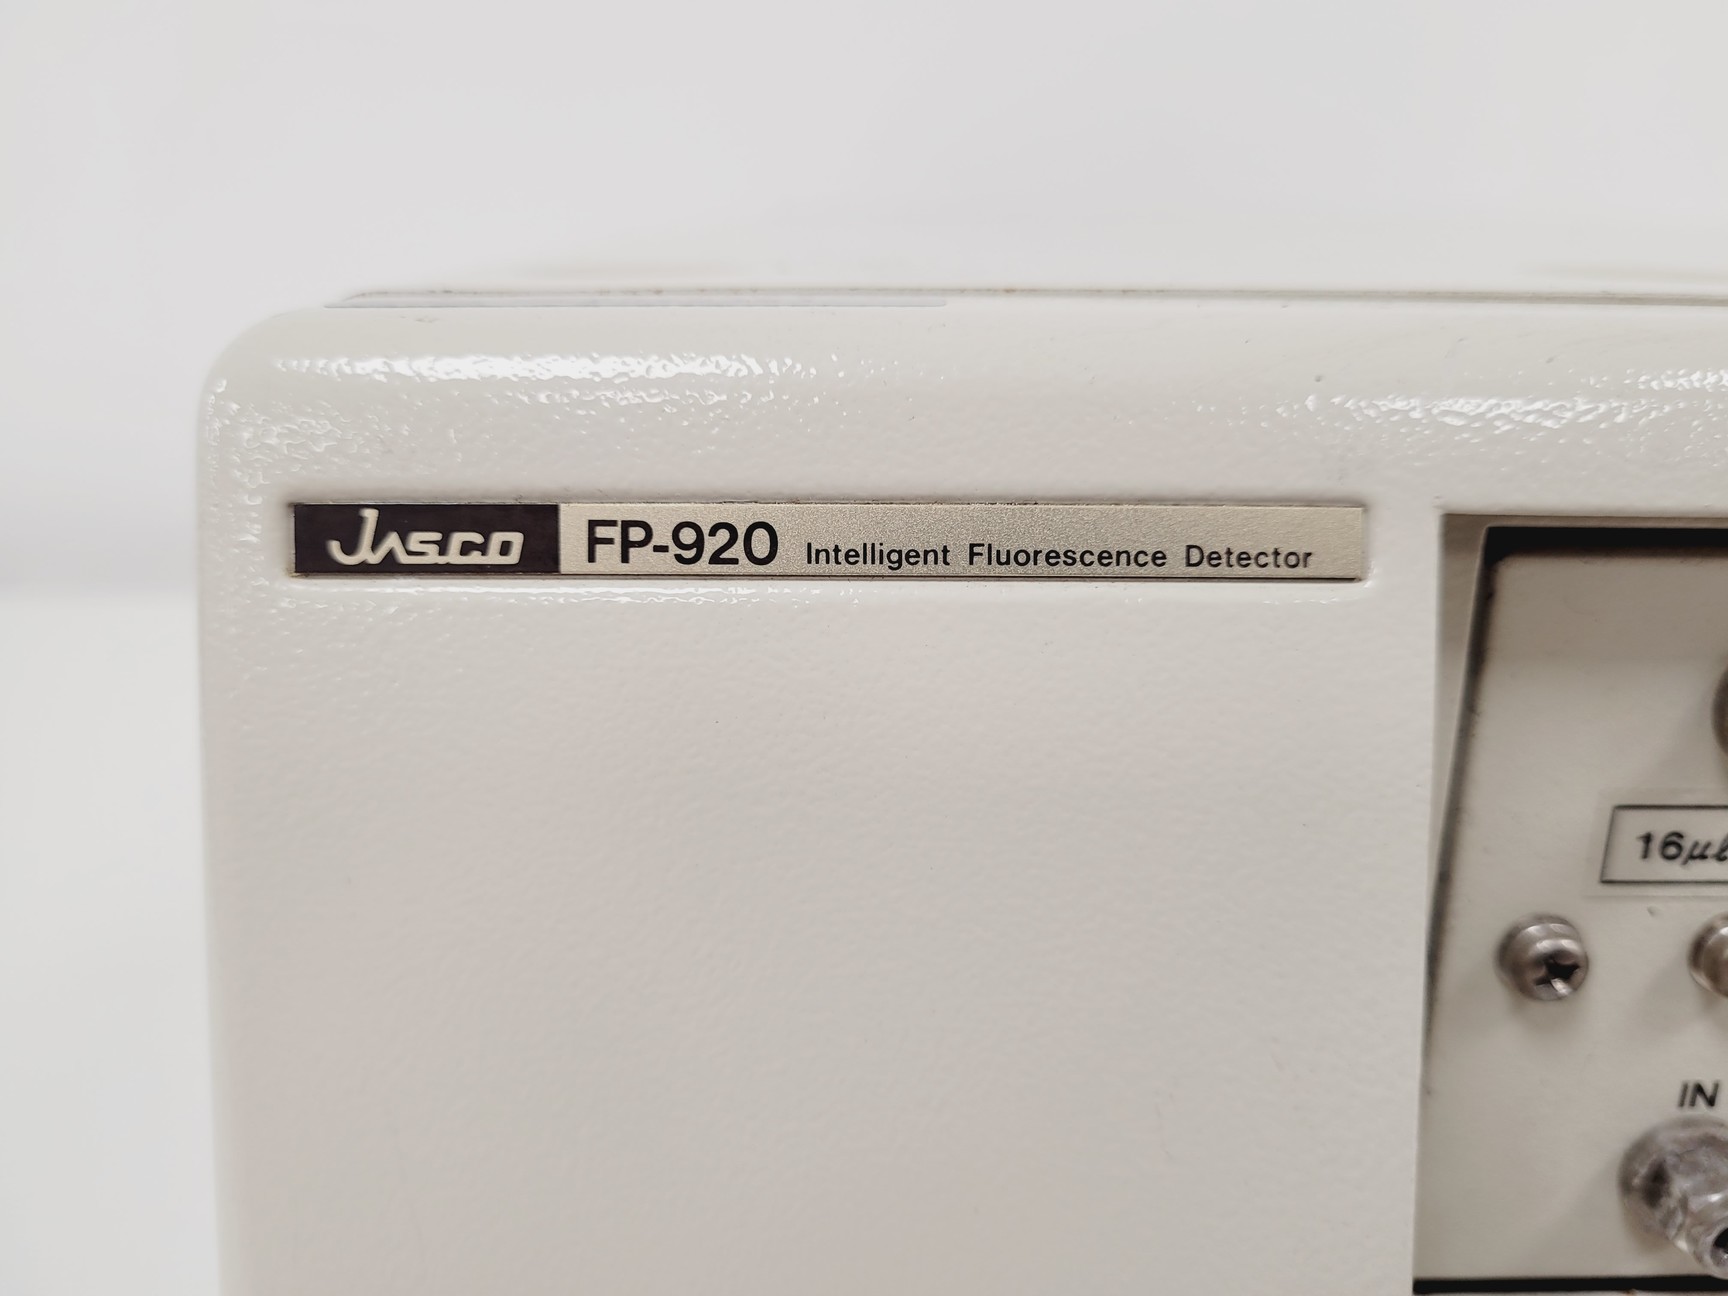 JASCO FP-920 Intelligent Fluorescence Detector
16µℓ
IN